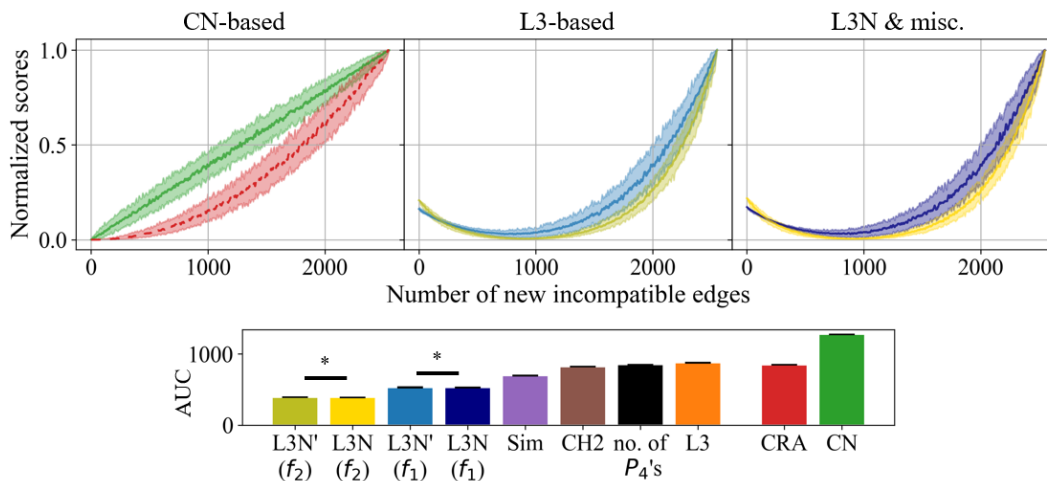 CN-based L3-based L3N & misc.
Normalized scores
1.0
0.5
0.0
0 1000 2000 0 1000 2000 0 1000 2000
Number of new incompatible edges
* *
AUC
1000
0
L3N' L3N L3N' L3N Sim CH2 no. of L3 CRA CN
(f₂) (f₂) (f₁) (f₁) P₄'s